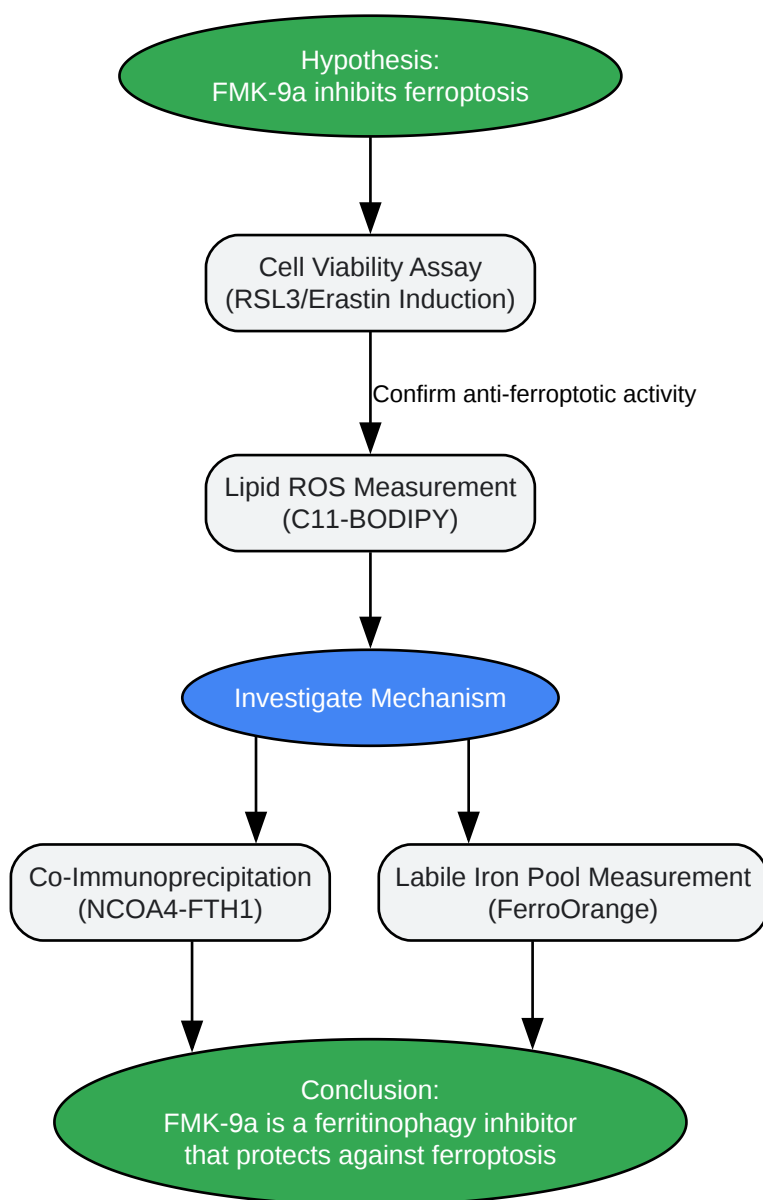 Hypothesis:
FMK-9a inhibits ferroptosis
Cell Viability Assay
(RSL3/Erastin Induction)
Confirm anti-ferroptotic activity
Lipid ROS Measurement
(C11-BODIPY)
Investigate Mechanism
Co-Immunoprecipitation
(NCOA4-FTH1)
Labile Iron Pool Measurement
(FerroOrange)
Conclusion:
FMK-9a is a ferritinophagy inhibitor
that protects against ferroptosis